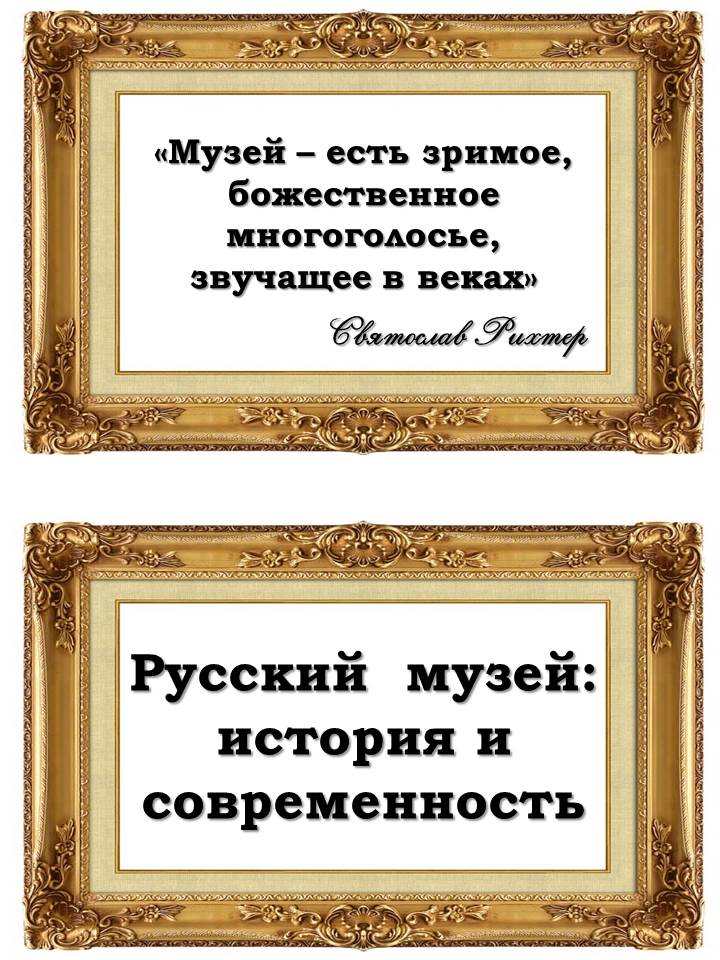 «Музей – есть зримое,
божественное
многоголосье,
звучащее в веках»
Святослав Рихтер
Русский музей:
история и
современность